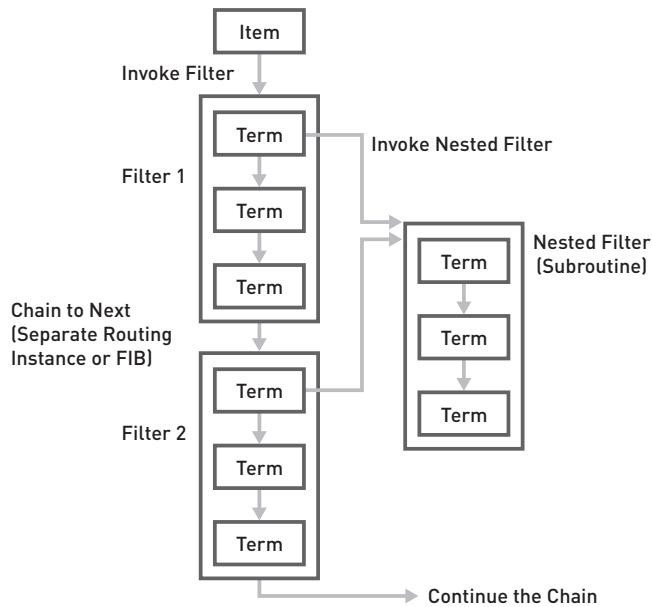 Item
Invoke Filter
Term
Invoke Nested Filter
Filter 1
Term
Term
Nested Filter
(Subroutine)
Term
Term
Term
Chain to Next
(Separate Routing
Instance or FIB)
Term
Filter 2
Term
Term
Continue the Chain